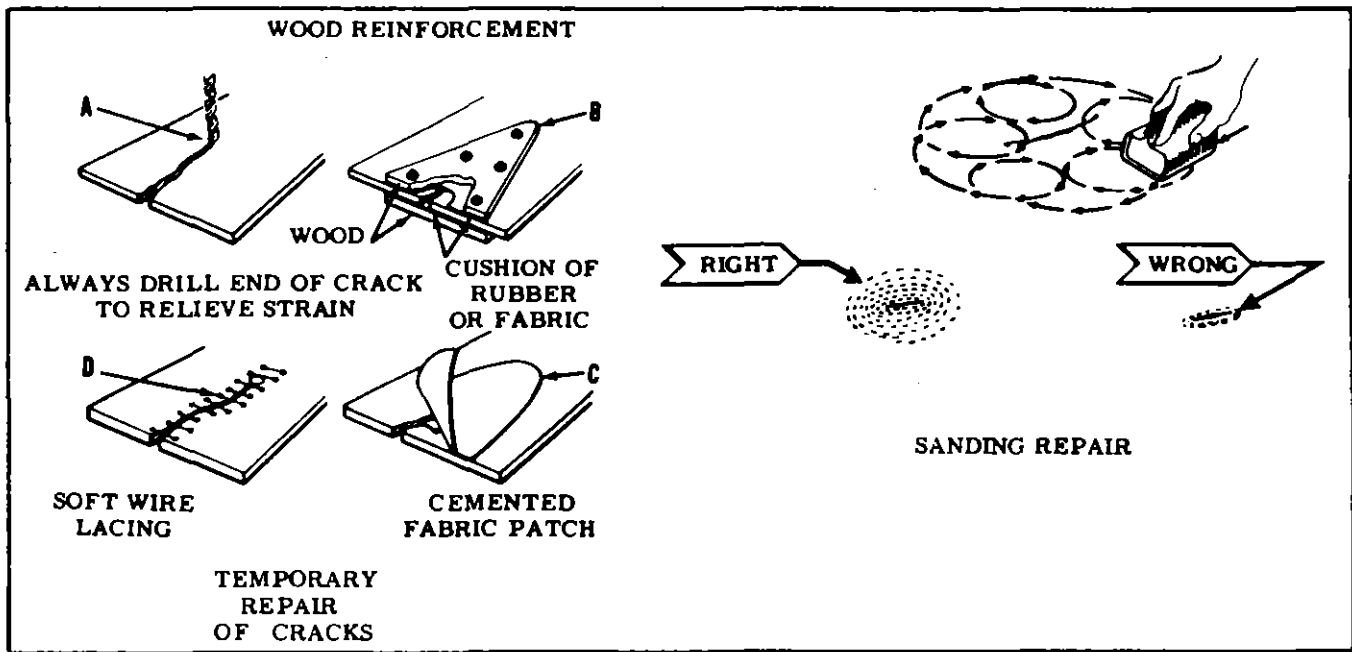 WOOD REINFORCEMENT
A
B
WOOD
ALWAYS DRILL END OF CRACK
TO RELIEVE STRAIN
CUSHION OF
RUBBER
OR FABRIC
D
C
SOFT WIRE
LACING
CEMENTED
FABRIC PATCH
TEMPORARY
REPAIR
OF CRACKS
RIGHT
WRONG
SANDING REPAIR